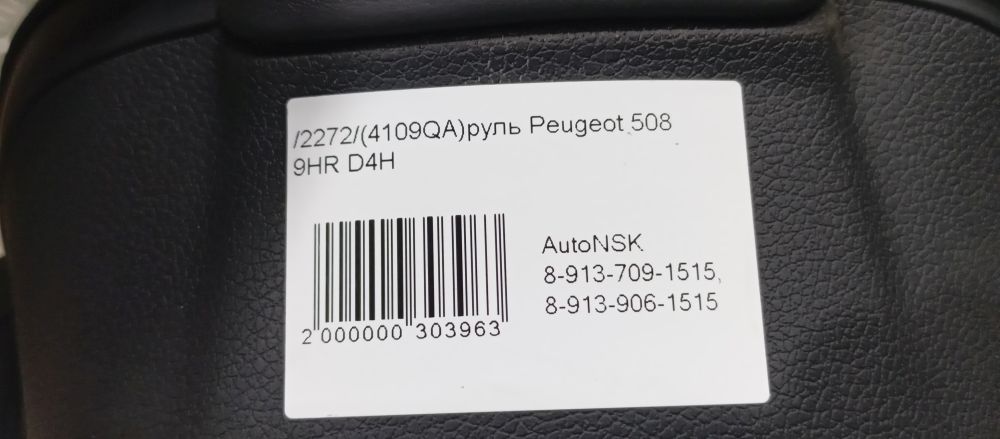 /2272/(4109QA)руль Peugeot 508
9HR D4H
AutoNSK
8-913-709-1515,
8-913-906-1515
2 000000 303963